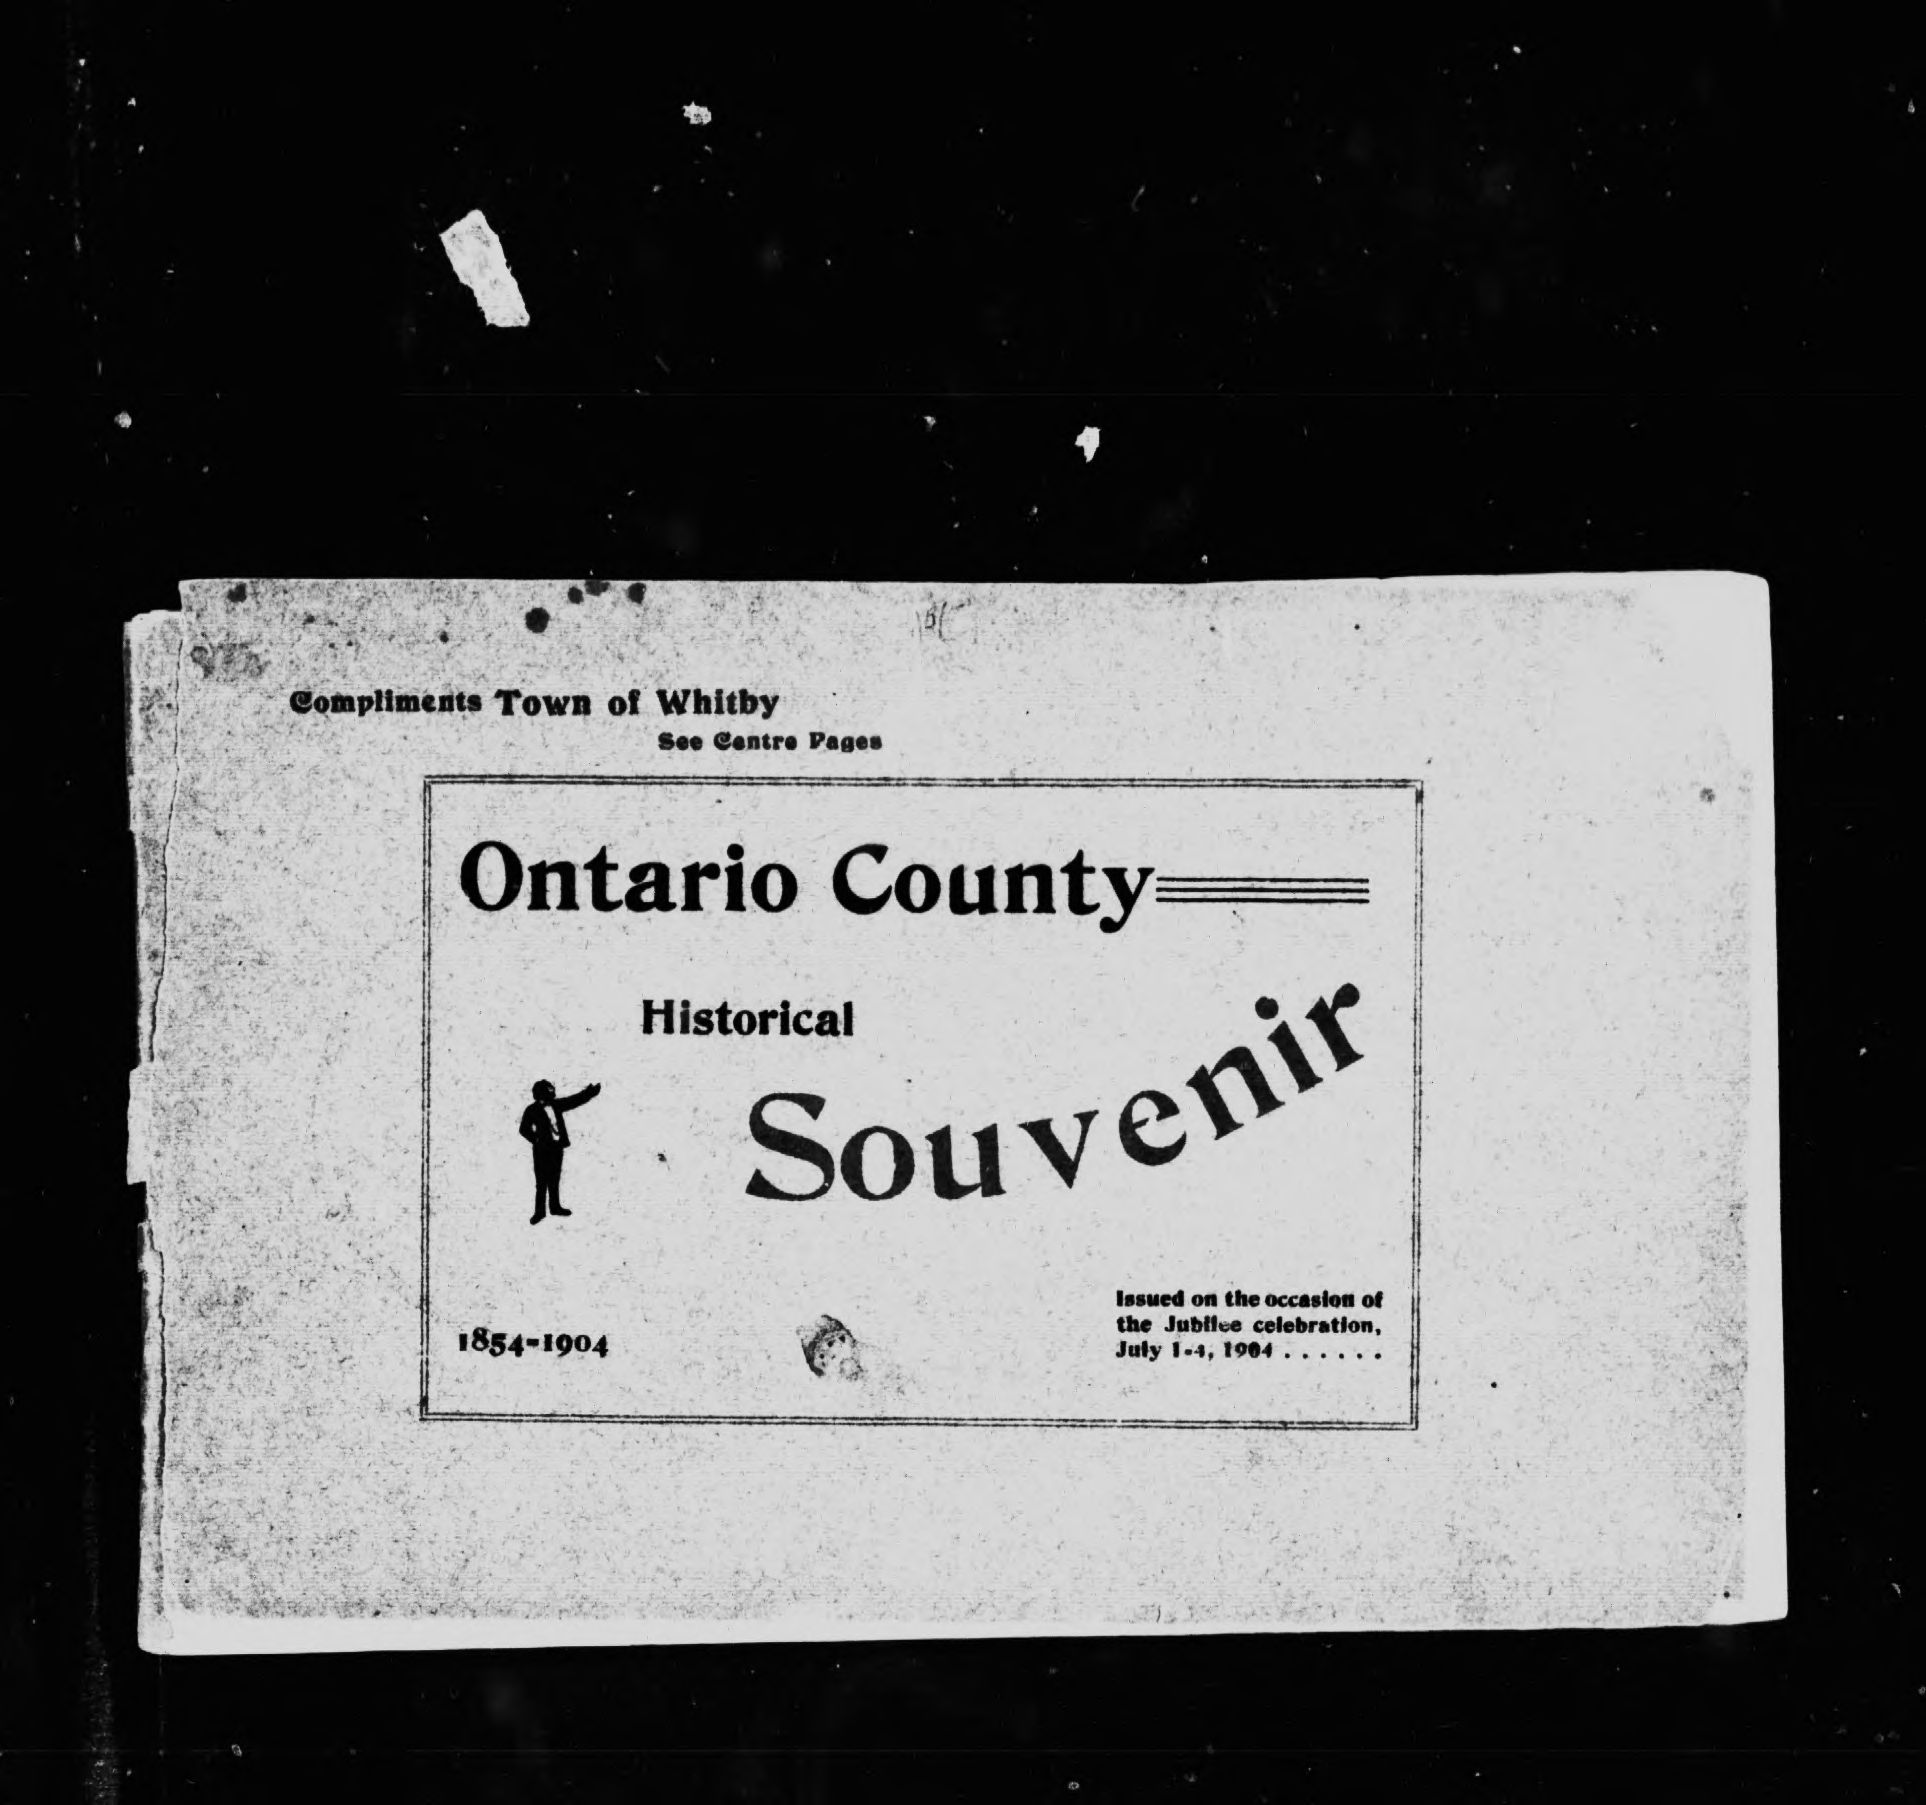 Compliments Town of Whitby
See Centre Pages
Ontario County
Historical
Souvenir
1854-1904
Issued on the occasion of
the Jubilee celebration,
July 1-4, 1904 . . . . . .